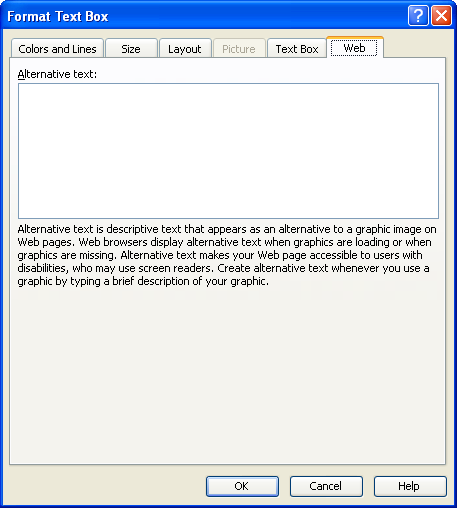 Format Text Box
Colors and Lines Size Layout Picture Text Box Web
Alternative text:
Alternative text is descriptive text that appears as an alternative to a graphic image on
Web pages. Web browsers display alternative text when graphics are loading or when
graphics are missing. Alternative text makes your Web page accessible to users with
disabilities, who may use screen readers. Create alternative text whenever you use a
graphic by typing a brief description of your graphic.
OK Cancel Help